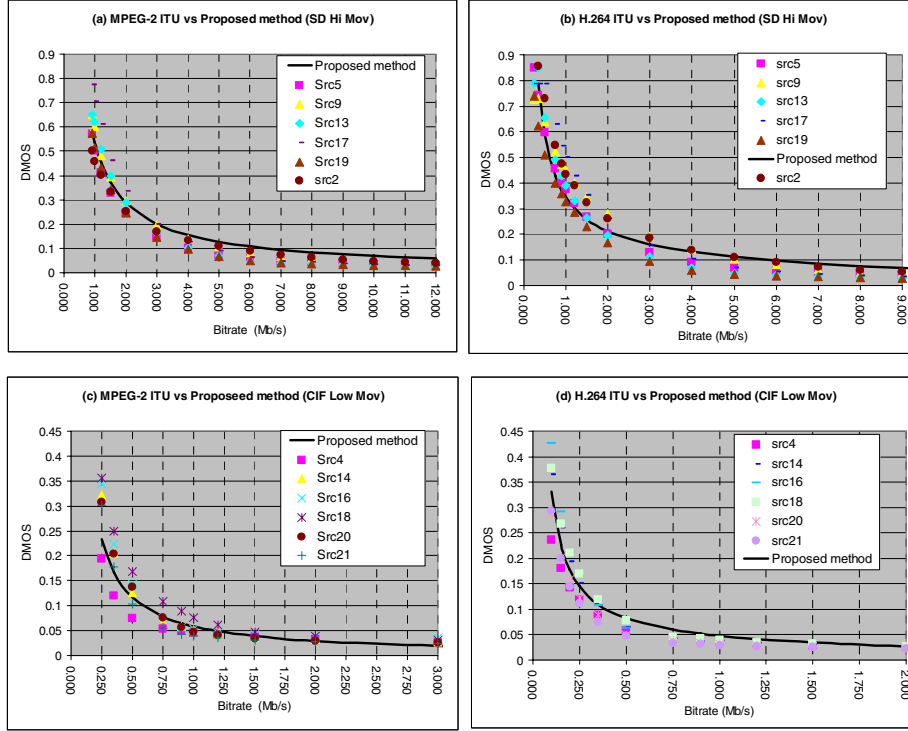 (a) MPEG-2 ITU vs Proposed method (SD Hi Mov)
0.9
0.8
0.7
0.6
0.5
0.4
0.3
0.2
0.1
0
DMOS
Proposed method
Src5
Src9
Src13
Src17
Src19
src2
0.000
1.000
2.000
3.000
4.000
5.000
6.000
7.000
8.000
9.000
10.000
11.000
12.000
Bitrate (Mb/s)
(b) H.264 ITU vs Proposed method (SD Hi Mov)
0.9
0.8
0.7
0.6
0.5
0.4
0.3
0.2
0.1
0
DMOS
src5
src9
src13
src17
src19
Proposed method
src2
0.000
1.000
2.000
3.000
4.000
5.000
6.000
7.000
8.000
9.000
Bitrate (Mb/s)
(c) MPEG-2 ITU vs Proposeed method (CIF Low Mov)
0.45
0.4
0.35
0.3
0.25
0.2
0.15
0.1
0.05
0
DMOS
Proposed method
Src4
Src14
Src16
Src18
Src20
Src21
0.000
0.250
0.500
0.750
1.000
1.250
1.500
1.750
2.000
2.250
2.500
2.750
3.000
Bitrate (Mb/s)
(d) H.264 ITU vs Proposed method (CIF Low Mov)
0.45
0.4
0.35
0.3
0.25
0.2
0.15
0.1
0.05
0
DMOS
src4
src14
src16
src18
src20
src21
Proposed method
0.000
0.250
0.500
0.750
1.000
1.250
1.500
1.750
2.000
Bitrate (Mb/s)